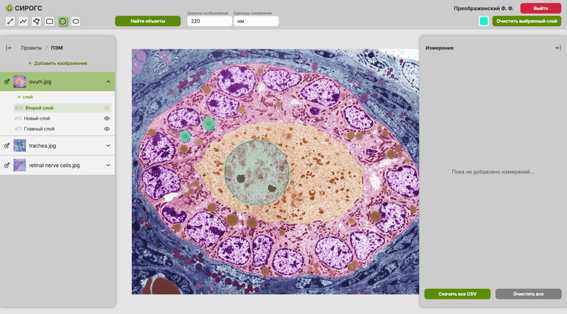 СИРОГС
Найти объекты
Ширина изображения
220
Единицы измерения
нм
Преображенский Ф. Ф.
Выйти
Очистить выбранный слой
Проекты / ПЭМ
+ Добавить изображение
ovum.jpg
+ слой
Второй слой
Новый слой
Главный слой
trachea.jpg
retinal nerve cells.jpg
Измерения
Пока не добавлено измерений...
Скачать все CSV
Очистить все